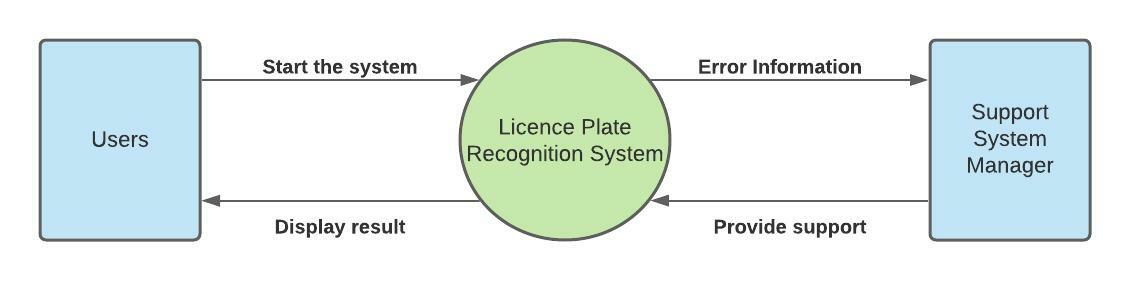 Start the system
Error Information
Users
Licence Plate
Recognition System
Support
System
Manager
Display result
Provide support